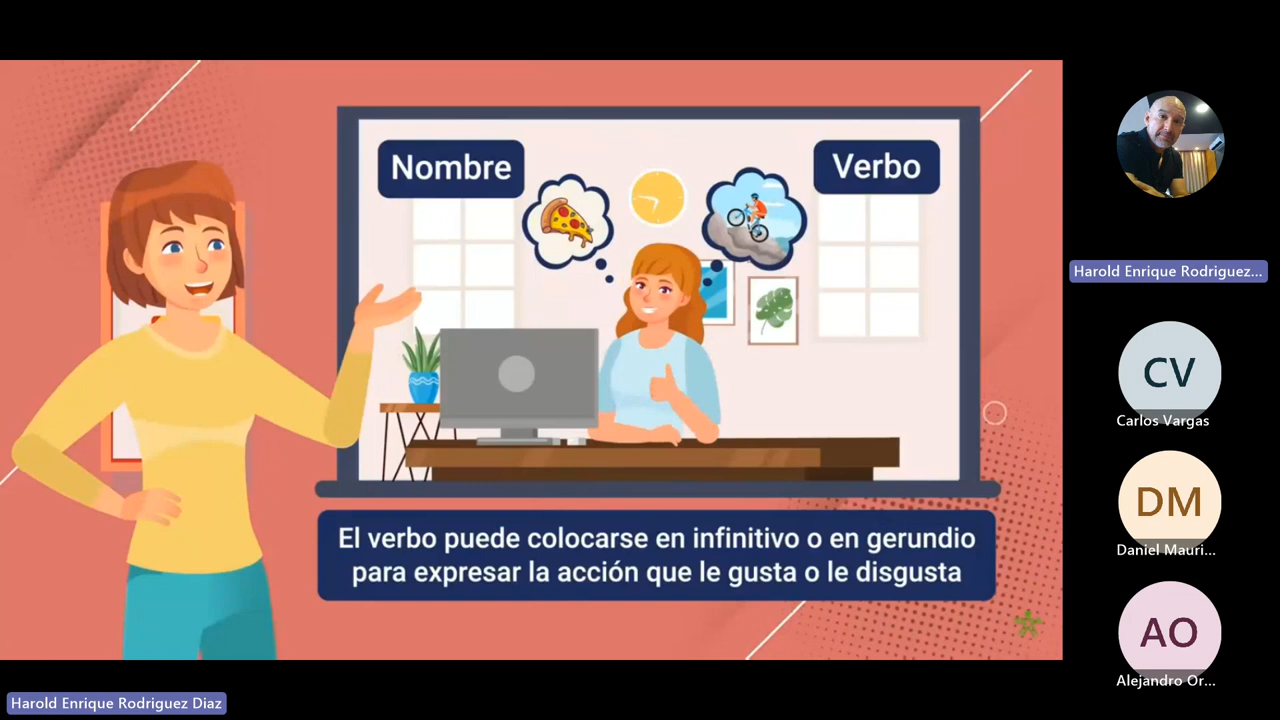 Nombre
Verbo
El verbo puede colocarse en infinitivo o en gerundio
para expresar la acción que le gusta o le disgusta
Harold Enrique Rodriguez Diaz
Harold Enrique Rodriguez...
CV
Carlos Vargas
DM
Daniel Mauri...
AO
Alejandro Or...